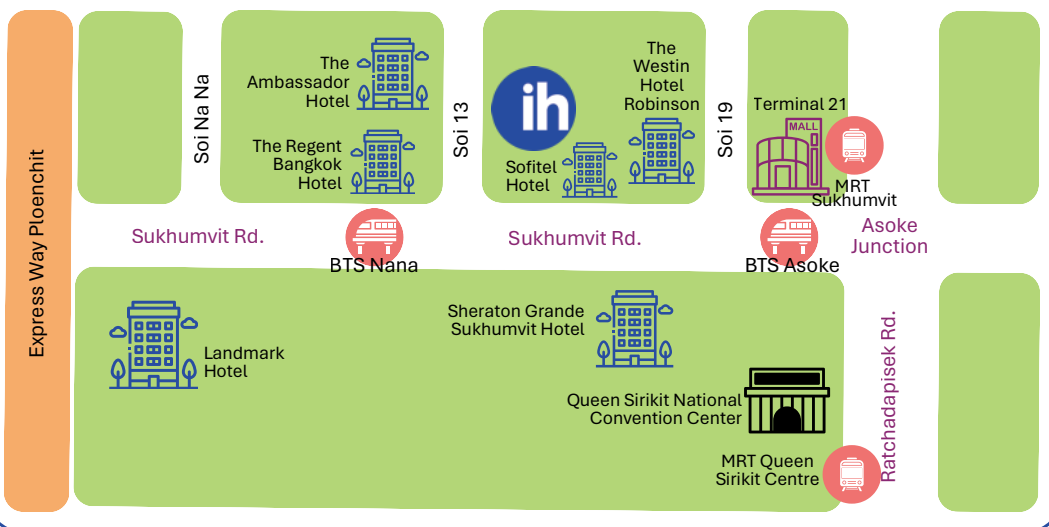 Express Way Ploenchit
Soi Na Na
The
Ambassador
Hotel
The Regent
Bangkok
Hotel
Soi 13
ih
Sofitel
Hotel
The
Westin
Hotel
Robinson
Soi 19
Terminal 21
MALL
MRT
Sukhumvit
Sukhumvit Rd.
BTS Nana
Sukhumvit Rd.
BTS Asoke
Asoke
Junction
Landmark
Hotel
Sheraton Grande
Sukhumvit Hotel
Queen Sirikit National
Convention Center
MRT Queen
Sirikit Centre
Ratchadapisek Rd.